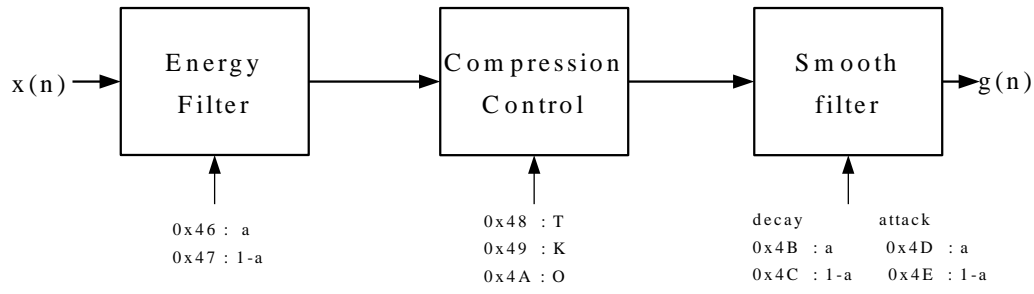 x(n)
Energy
Filter
Compression
Control
Smooth
filter
g(n)
0x46 : a
0x47 : 1-a
0x48 : T
0x49 : K
0x4A : O
decay attack
0x4B : a 0x4D : a
0x4C : 1-a 0x4E : 1-a